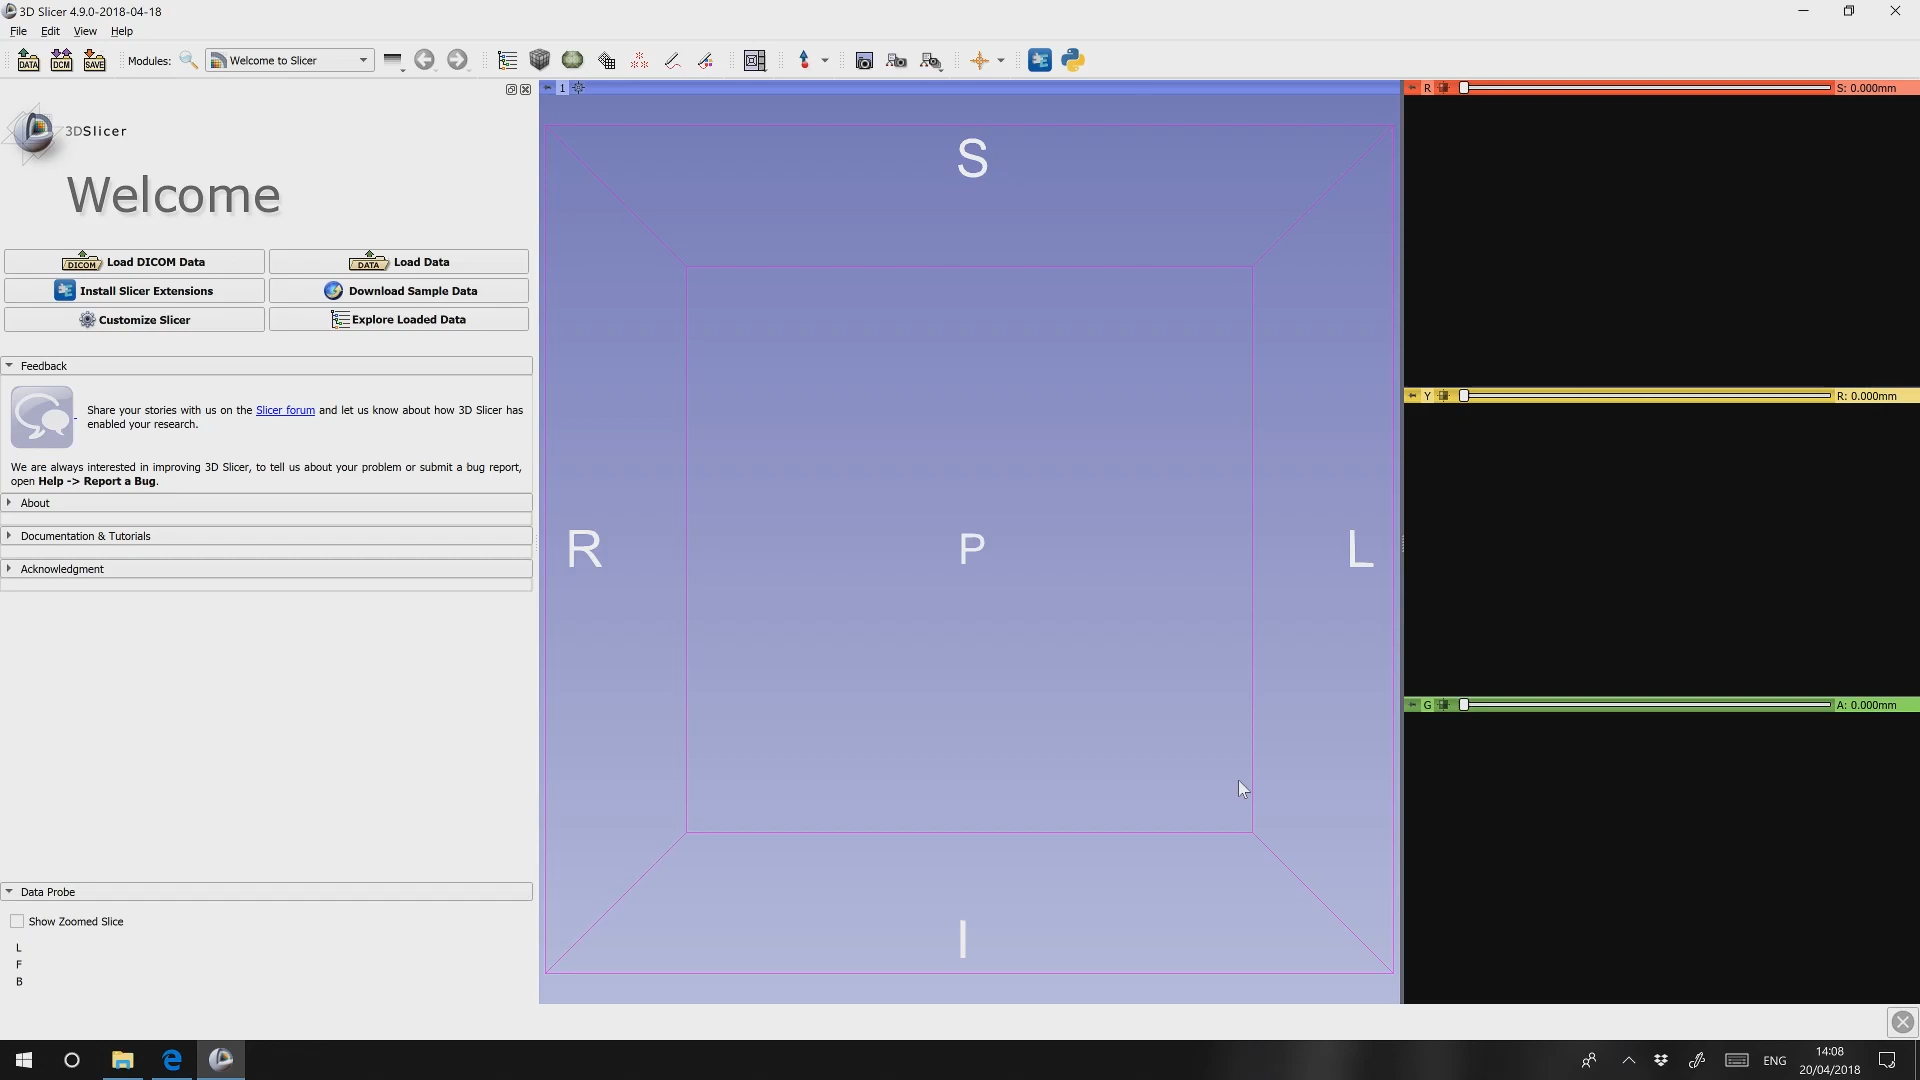 3D Slicer 4.9.0-2018-04-18
File Edit View Help
DATA DCM SAVE Modules: Welcome to Slicer
3DSlicer
Welcome
DICOM Load DICOM Data DATA Load Data
Install Slicer Extensions Download Sample Data
Customize Slicer Explore Loaded Data
Feedback
Share your stories with us on the Slicer forum and let us know about how 3D Slicer has
enabled your research.
We are always interested in improving 3D Slicer, to tell us about your problem or submit a bug report,
open Help -> Report a Bug.
About
Documentation & Tutorials
Acknowledgment
Data Probe
Show Zoomed Slice
L
F
B
1
S
R P L
I
R S: 0.000mm
Y R: 0.000mm
G A: 0.000mm
ENG
14:08
20/04/2018